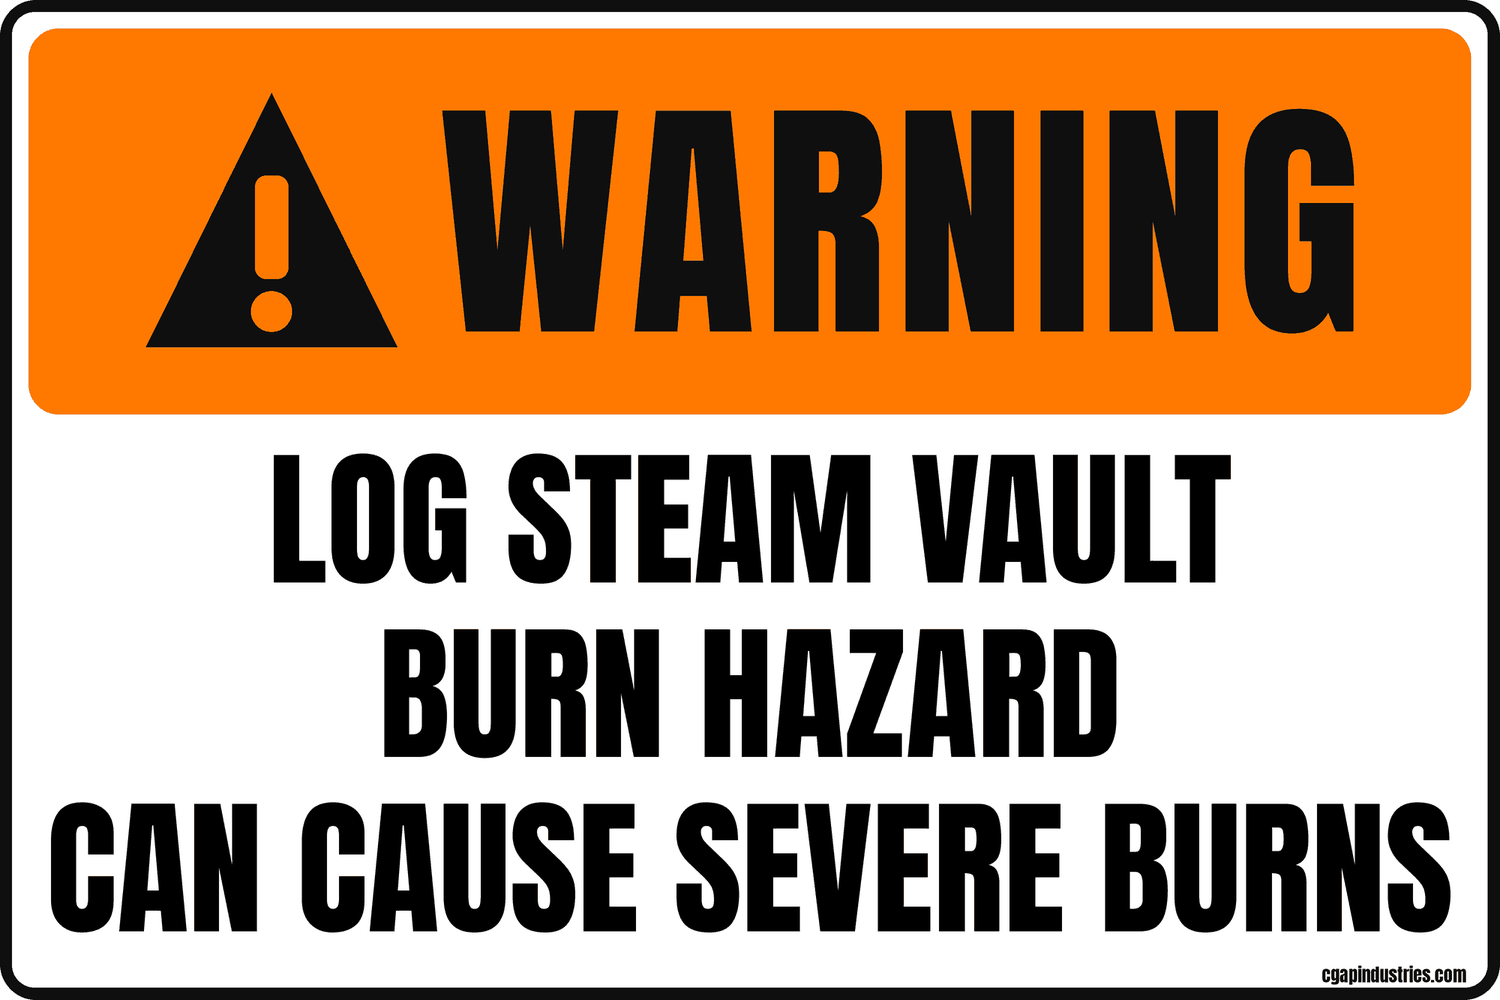 WARNING
LOG STEAM VAULT
BURN HAZARD
CAN CAUSE SEVERE BURNS
cgapindustries.com